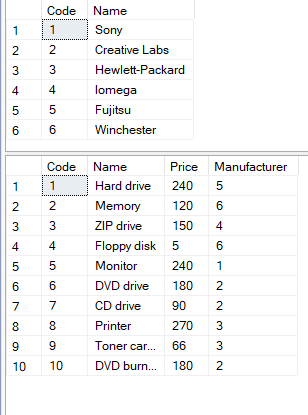 Code Name
1 1 Sony
2 2 Creative Labs
3 3 Hewlett-Packard
4 4 Iomega
5 5 Fujitsu
6 6 Winchester
Code Name Price Manufacturer
1 1 Hard drive 240 5
2 2 Memory 120 6
3 3 ZIP drive 150 4
4 4 Floppy disk 5 6
5 5 Monitor 240 1
6 6 DVD drive 180 2
7 7 CD drive 90 2
8 8 Printer 270 3
9 9 Toner car... 66 3
10 10 DVD burn... 180 2